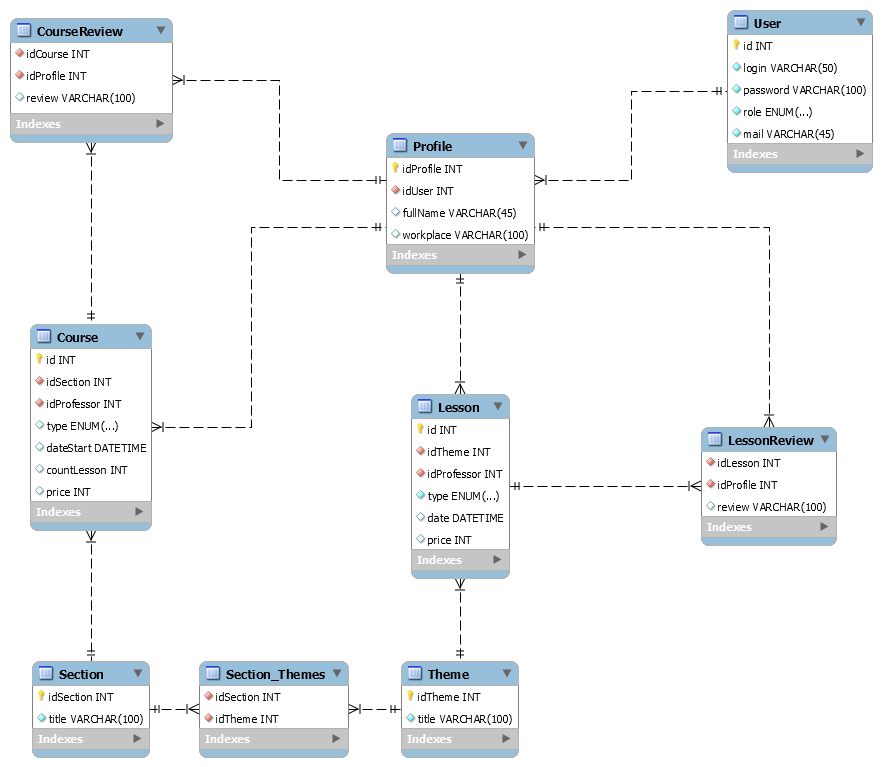 CourseReview
idCourse INT
idProfile INT
review VARCHAR(100)
Indexes
User
id INT
login VARCHAR(50)
password VARCHAR(100)
role ENUM(...)
mail VARCHAR(45)
Indexes
Profile
idProfile INT
idUser INT
fullName VARCHAR(45)
workplace VARCHAR(100)
Indexes
Course
id INT
idSection INT
idProfessor INT
type ENUM(...)
dateStart DATETIME
countLesson INT
price INT
Indexes
Lesson
id INT
idTheme INT
idProfessor INT
type ENUM(...)
date DATETIME
price INT
Indexes
LessonReview
idLesson INT
idProfile INT
review VARCHAR(100)
Indexes
Section
idSection INT
title VARCHAR(100)
Indexes
Section_Themes
idSection INT
idTheme INT
Indexes
Theme
idTheme INT
title VARCHAR(100)
Indexes